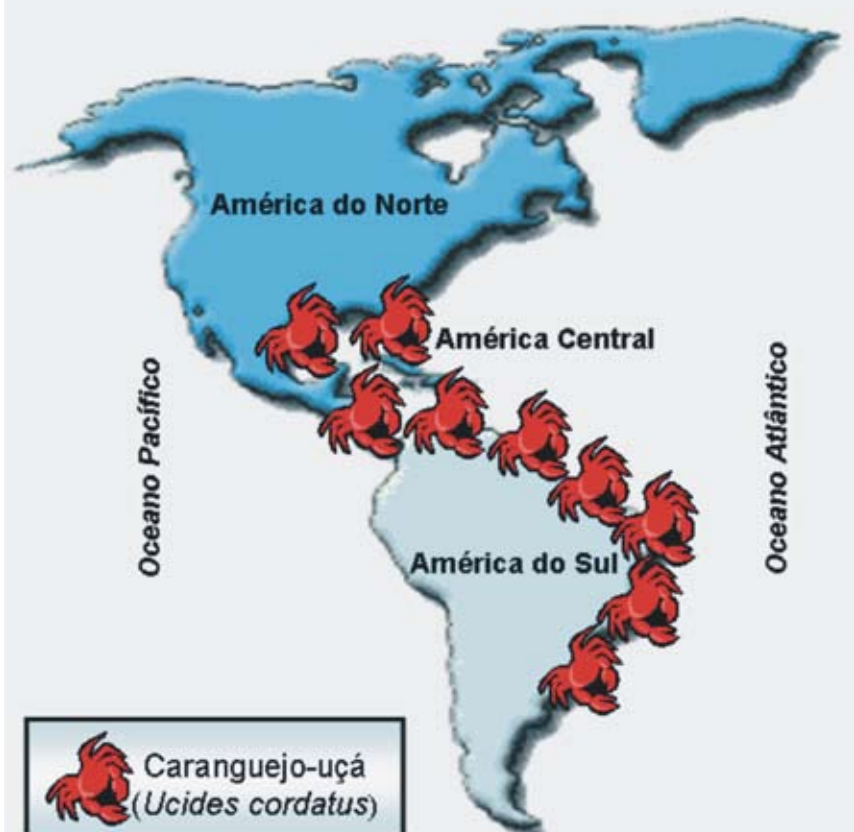 América do Norte
América Central
Oceano Pacífico
Oceano Atlântico
América do Sul
Caranguejo-uçá
(Ucides cordatus)